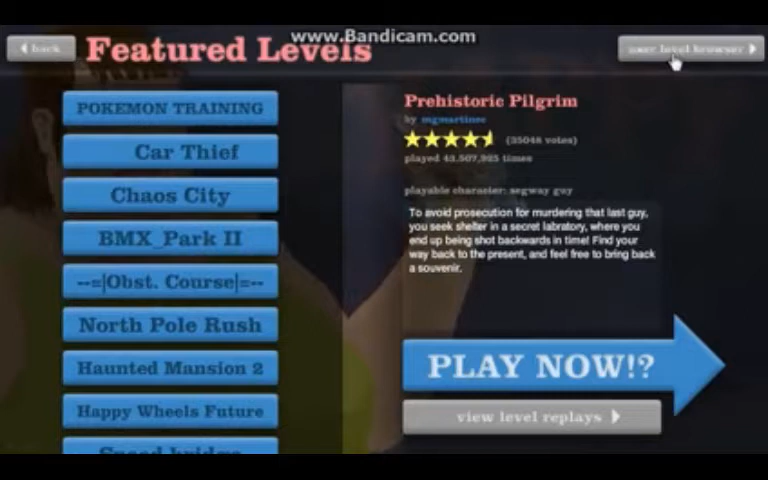 www.Bandicam.com
back
Featured Levels
user level browser
POKEMON TRAINING
Car Thief
Chaos City
BMX_Park II
--=|Obst. Course|=--
North Pole Rush
Haunted Mansion 2
Happy Wheels Future
Speed bridge
Prehistoric Pilgrim
by mgmartinee
(35048 votes)
played 43,507,925 times
playable character: segway guy
To avoid prosecution for murdering that last guy,
you seek shelter in a secret labratory, where you
end up being shot backwards in time! Find your
way back to the present, and feel free to bring back
a souvenir.
PLAY NOW!?
view level replays